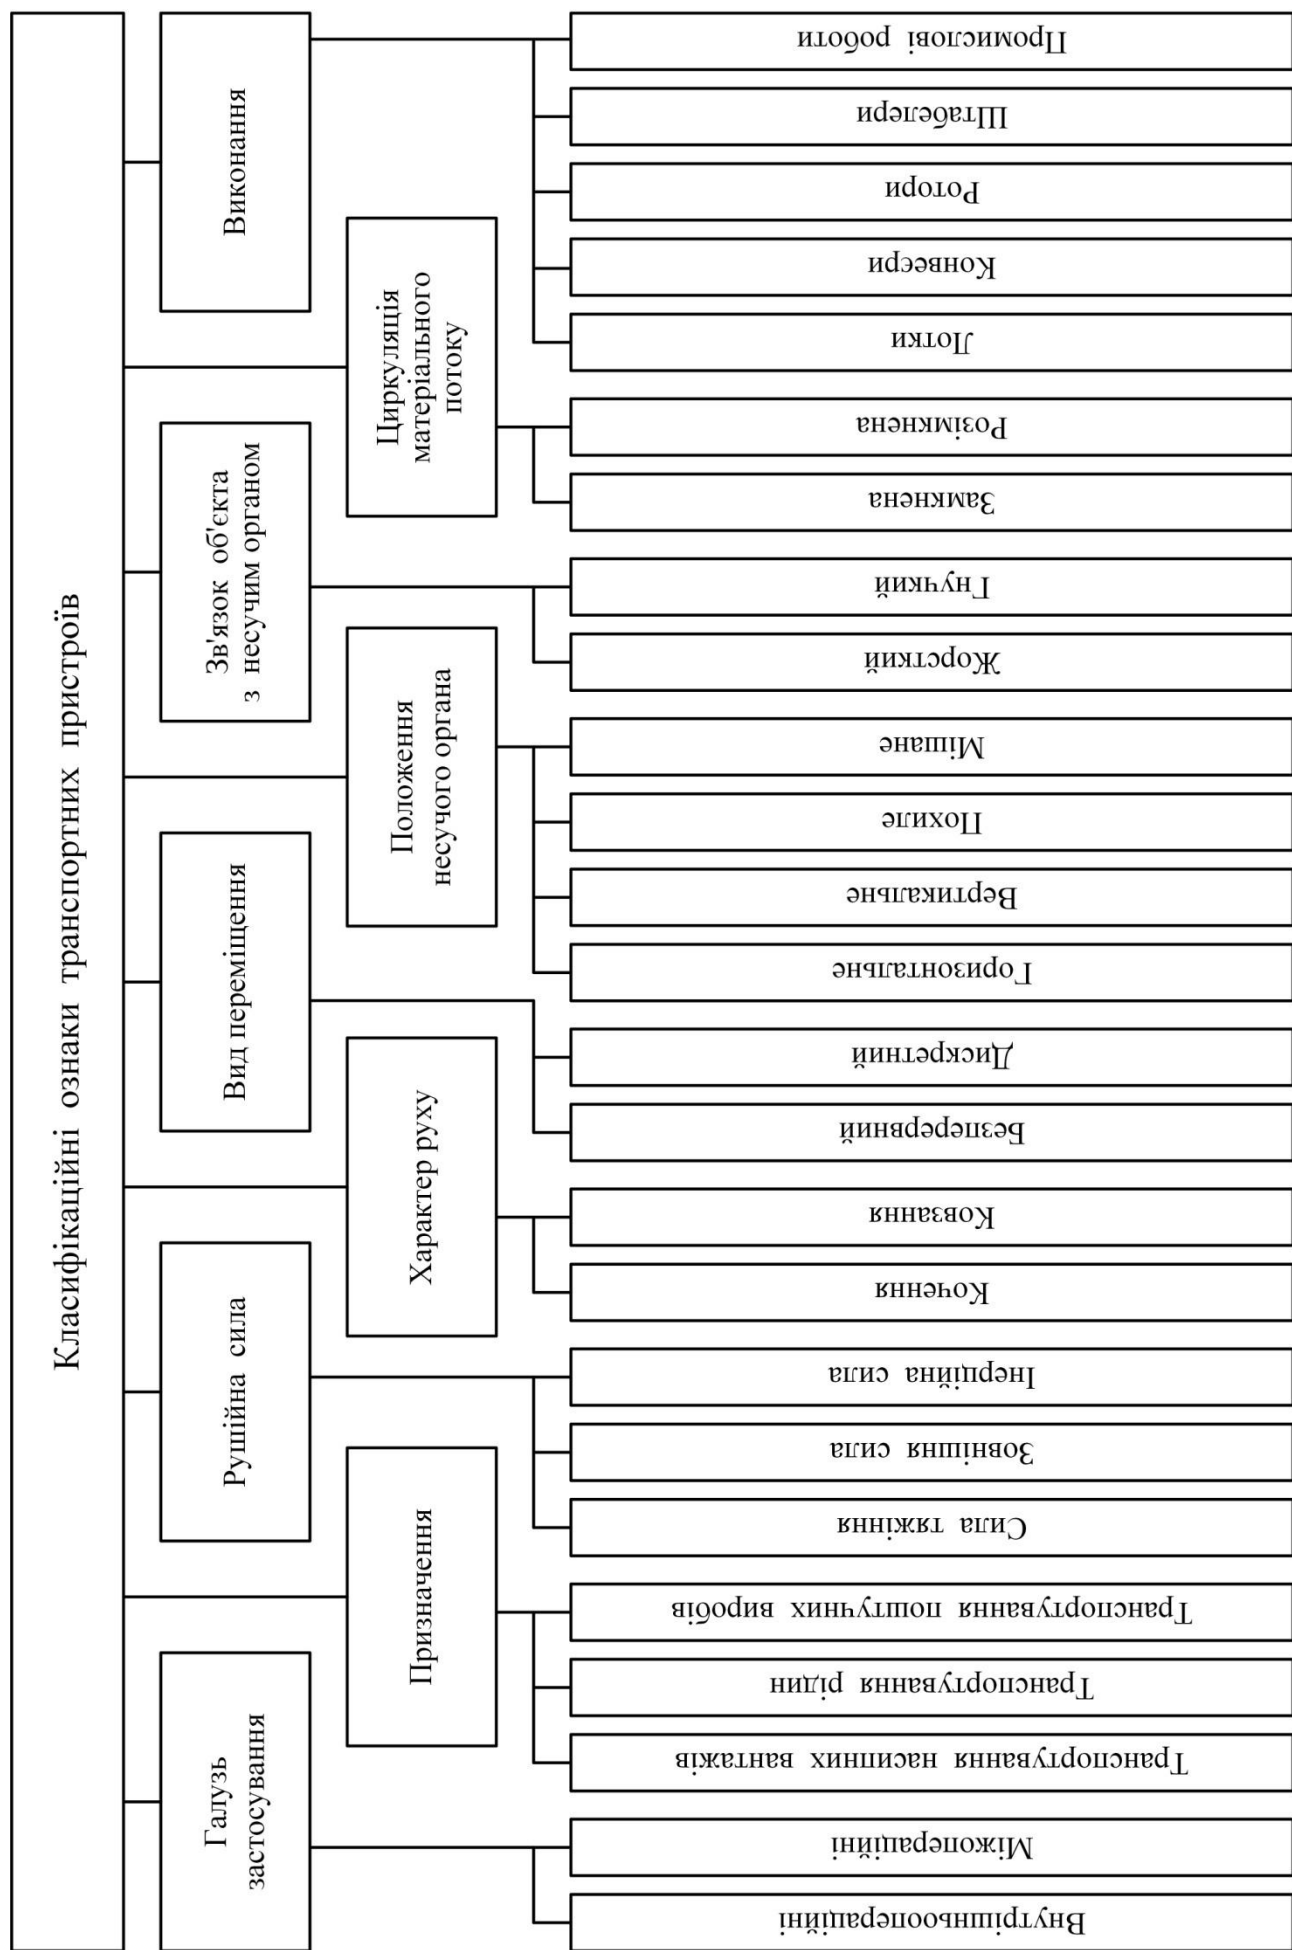 Класифікаційні ознаки транспортних пристроїв
Галузь
застосування
Рушійна сила
Вид переміщення
Зв'язок об'єкта
з несучим органом
Виконання
Призначення
Характер руху
Положення
несучого органа
Циркуляція
матеріального
потоку
Внутрішньоопераційні
Міжопераційні
Транспортування насипних вантажів
Транспортування рідин
Транспортування поштучних виробів
Сила тяжіння
Зовнішня сила
Інерційна сила
Кочення
Ковзання
Безперервний
Дискретний
Горизонтальне
Вертикальне
Похиле
Мішане
Жорсткий
Гнучкий
Замкнена
Розімкнена
Лотки
Конвеєри
Ротори
Штабелери
Промислові роботи